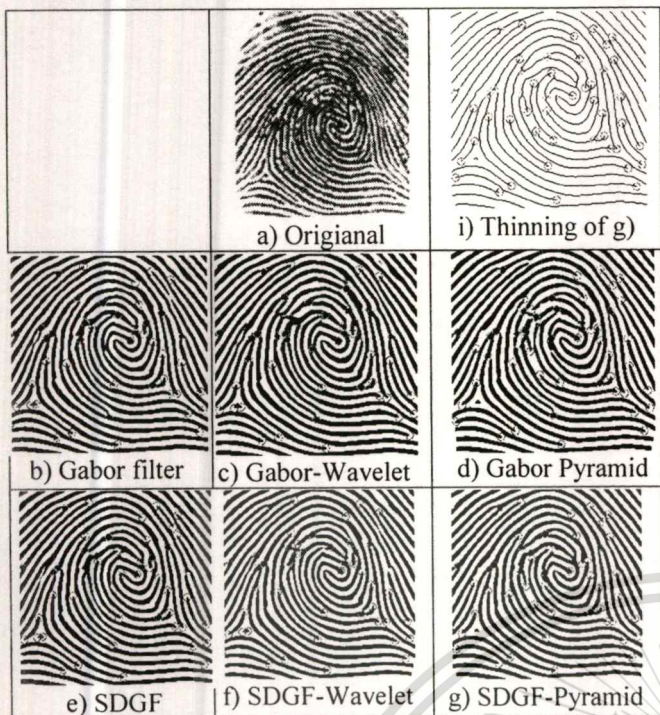 a) Origianal
i) Thinning of g)
b) Gabor filter
c) Gabor-Wavelet
d) Gabor Pyramid
e) SDGF
f) SDGF-Wavelet
g) SDGF-Pyramid